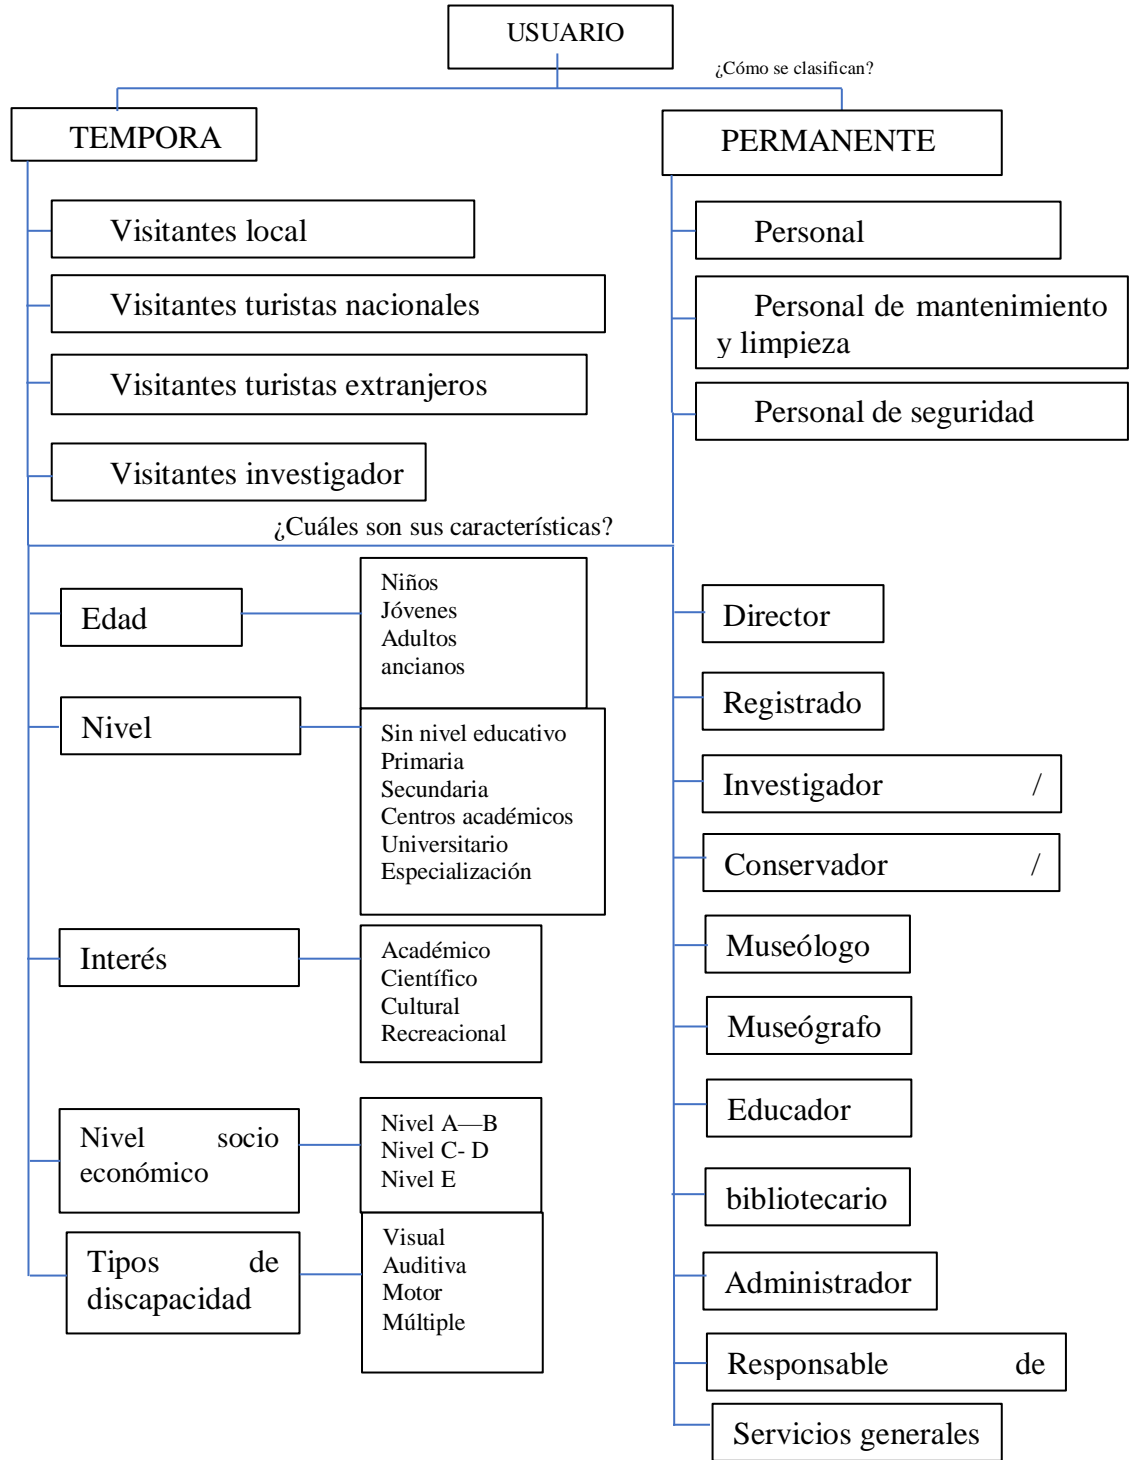 USUARIO
¿Cómo se clasifican?
TEMPORA
Visitantes local
Visitantes turistas nacionales
Visitantes turistas extranjeros
Visitantes investigador
PERMANENTE
Personal
Personal de mantenimiento
y limpieza
Personal de seguridad
¿Cuáles son sus características?
Edad
Niños
Jóvenes
Adultos
ancianos
Nivel
Sin nivel educativo
Primaria
Secundaria
Centros académicos
Universitario
Especialización
Interés
Académico
Científico
Cultural
Recreacional
Nivel socio
económico
Nivel A—B
Nivel C- D
Nivel E
Tipos de
discapacidad
Visual
Auditiva
Motor
Múltiple
Director
Registrado
Investigador /
Conservador /
Museólogo
Museógrafo
Educador
bibliotecario
Administrador
Responsable de
Servicios generales